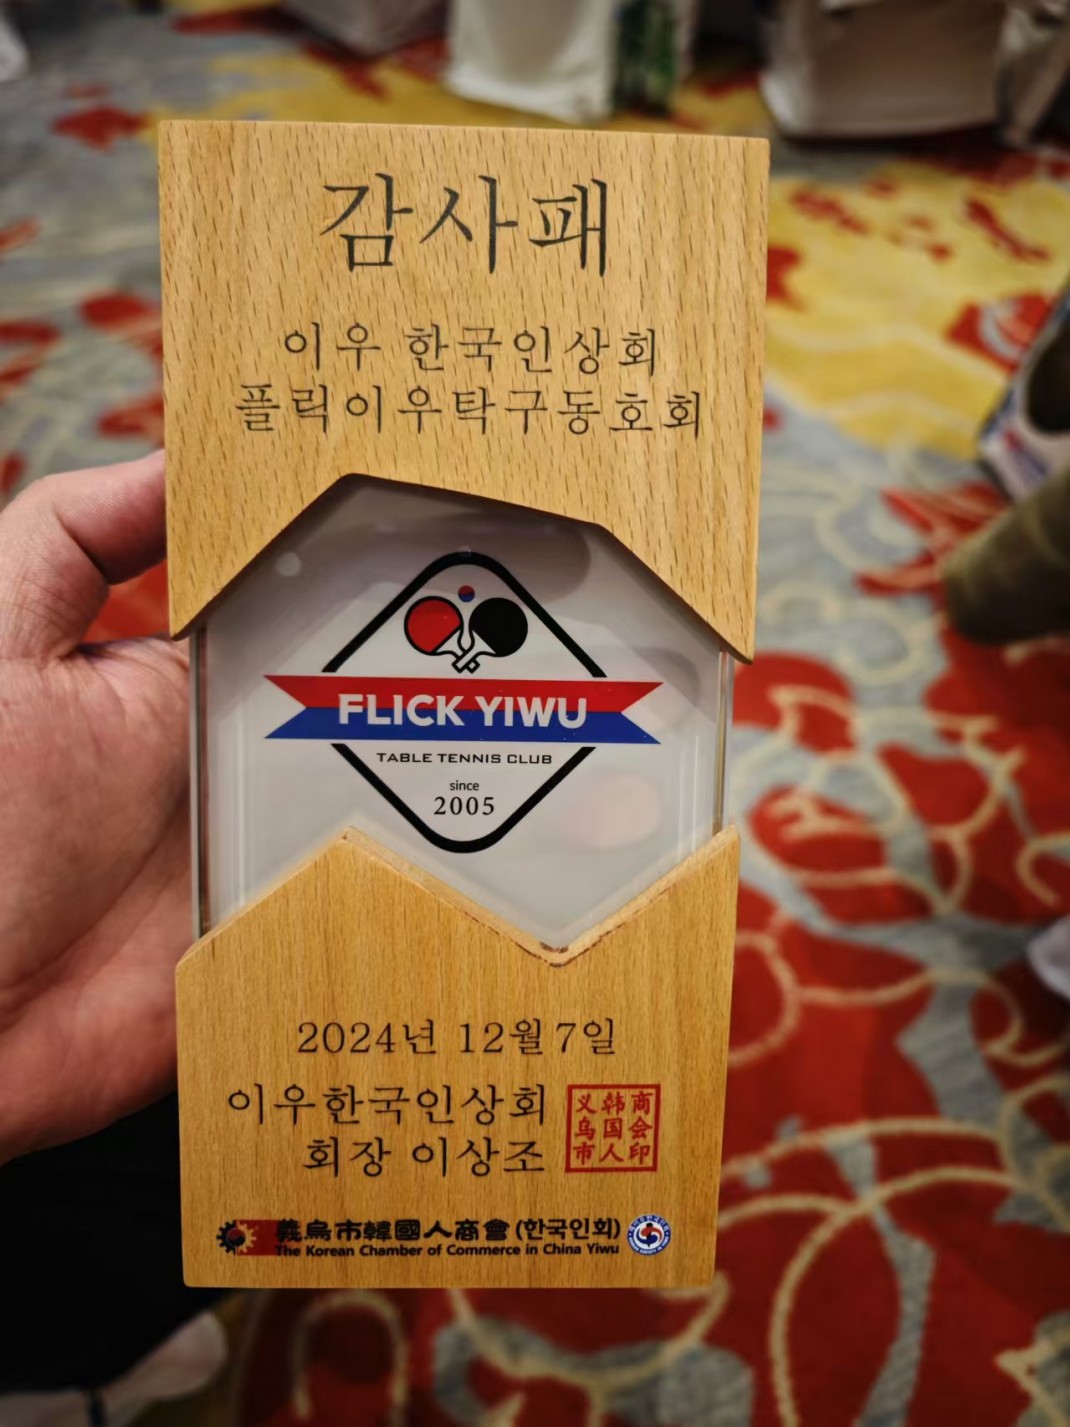 감사패
이우 한국인상회
플릭이우탁구동호회
FLICK YIWU
TABLE TENNIS CLUB
since
2005
2024년 12월 7일
이우한국인상회
회장 이상조
义乌市韩国人商会印
義烏市韓國人商會(한국인회)
The Korean Chamber of Commerce in China Yiwu